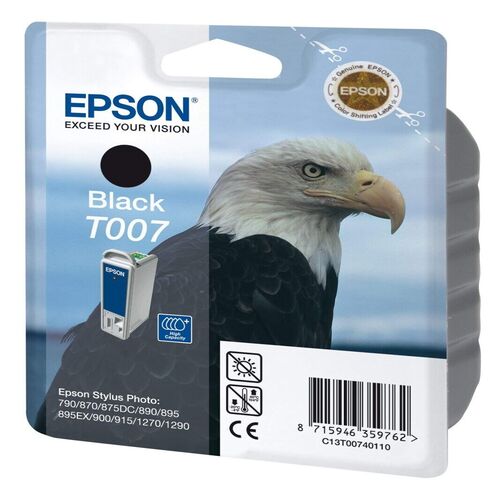 EPSON®
EXCEED YOUR VISION
Genuine Epson
EPSON
Color Shifting Label
Black
T007
EPSON
High
Capacity
Epson Stylus Photo:
790/870/875DC/890/895
895EX/900/915/1270/1290
CE
8 715946 359762 >
C13T00740110